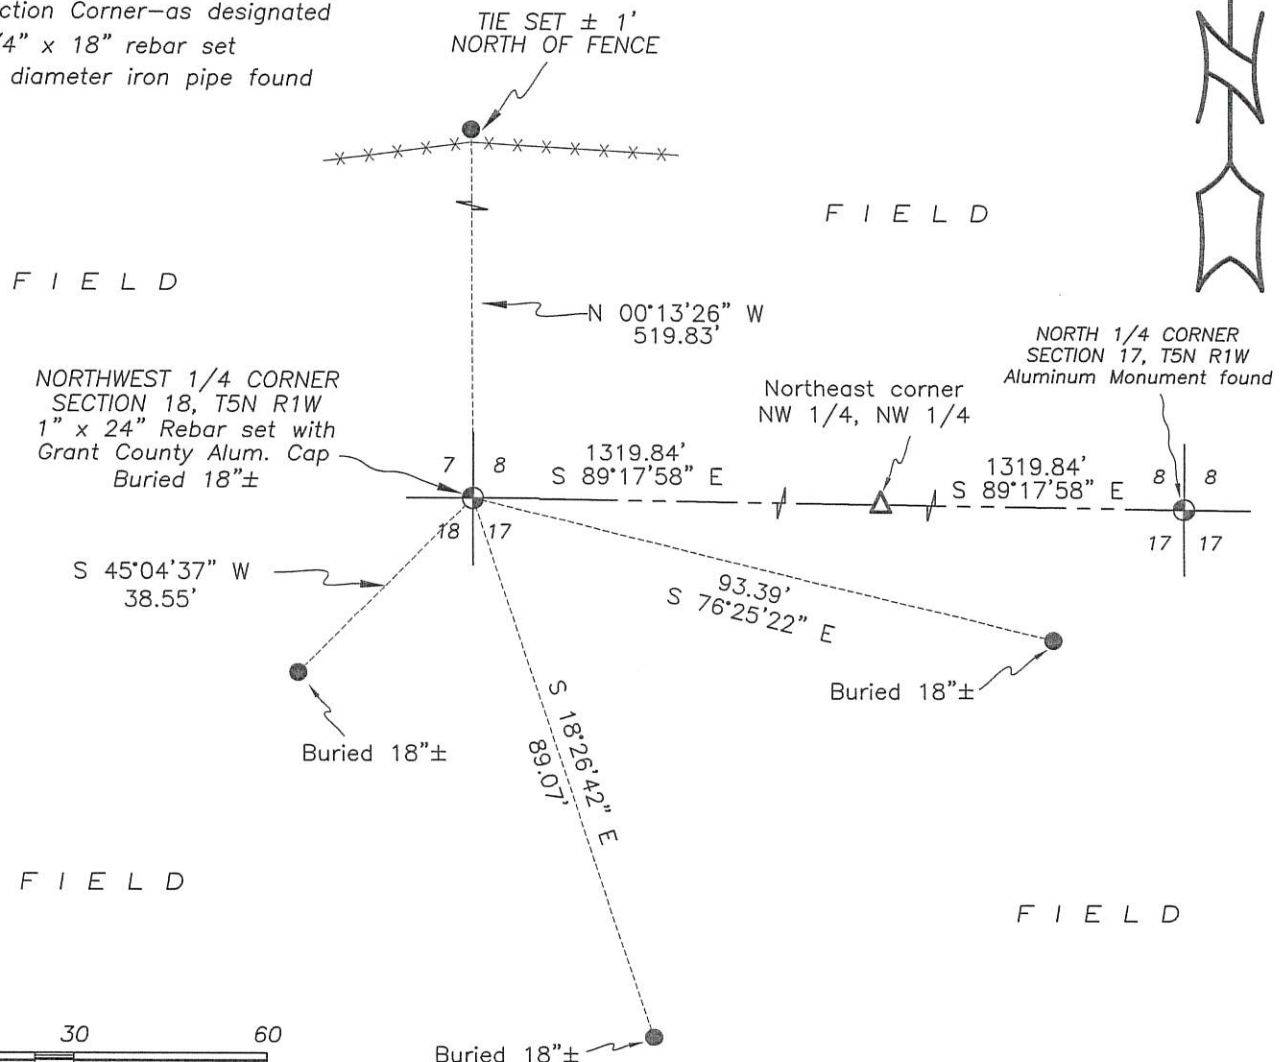 ction Corner—as designated
/4" x 18" rebar set
diameter iron pipe found
TIE SET ± 1'
NORTH OF FENCE
F I E L D
F I E L D
N 00°13'26" W
519.83'
NORTH 1/4 CORNER
SECTION 17, T5N R1W
Aluminum Monument found
NORTHWEST 1/4 CORNER
SECTION 18, T5N R1W
1" x 24" Rebar set with
Grant County Alum. Cap
Buried 18"±
Northeast corner
NW 1/4, NW 1/4
7 8
1319.84'
S 89°17'58" E
1319.84'
S 89°17'58" E
8 8
18 17
17 17
S 45°04'37" W
38.55'
93.39'
S 76°25'22" E
Buried 18"±
Buried 18"±
S 18°26'42" E
89.07'
F I E L D
F I E L D
30 60
Buried 18"±